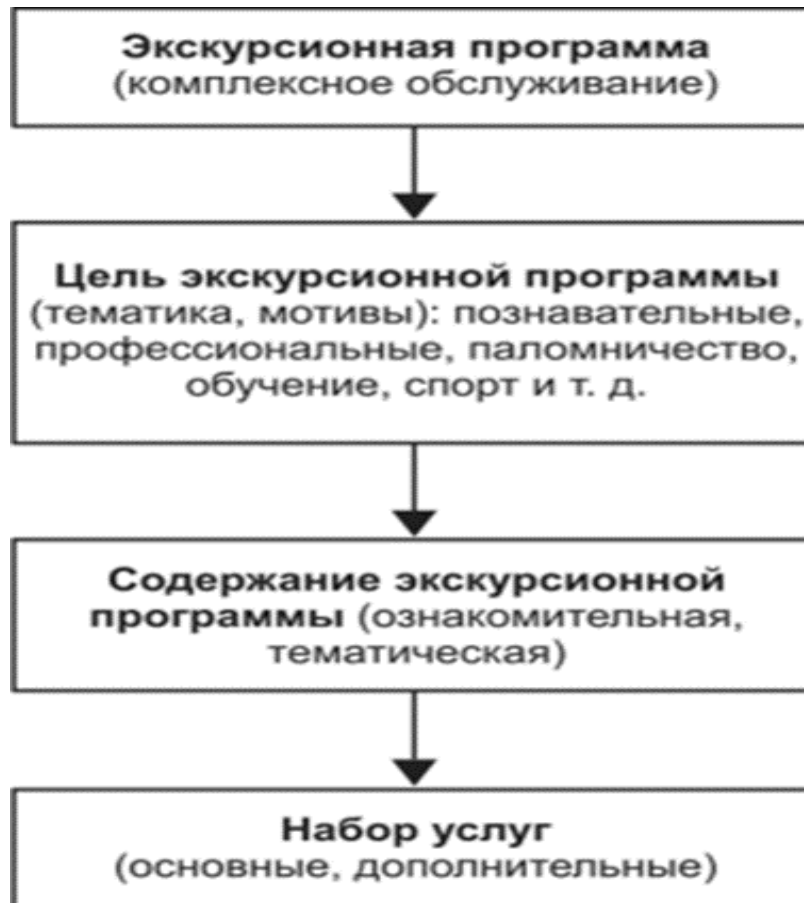 Экскурсионная программа
(комплексное обслуживание)
Цель экскурсионной программы
(тематика, мотивы): познавательные,
профессиональные, паломничество,
обучение, спорт и т. д.
Содержание экскурсионной
программы (ознакомительная,
тематическая)
Набор услуг
(основные, дополнительные)